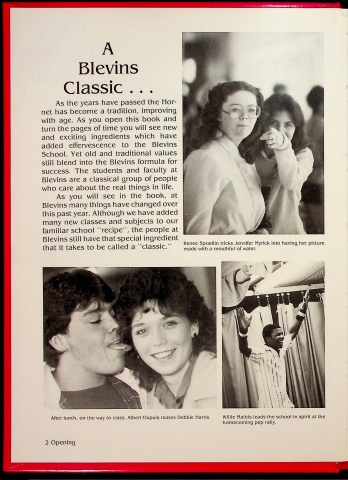 A
Blevins
Classic . . .
As the years have passed the Hor-
net has become a tradition, improving
with age. As you open this book and
turn the pages of time you will see new
and exciting ingredients which have
added effervescence to the Blevins
School. Yet old and traditional values
still blend into the Blevins formula for
success. The students and faculty at
Blevins are a classical group of people
who care about the real things in life.
As you will see in the book, at
Blevins many things have changed over
this past year. Although we have added
many new classes and subjects to our
familiar school "recipe", the people at
Blevins still have that special ingredient
that it takes to be called a "classic."
Renee Spradlin tricks Jennifer Myrick into having her picture
made with a mouthful of water.
After lunch, on the way to class, Albert Dupuis teases Debbie Harris.
Willie Mathis leads the school in spirit at the
homecoming pep rally.
2 Opening